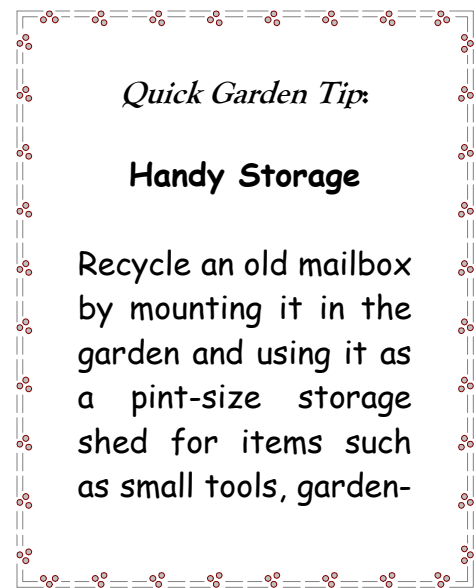 Quick Garden Tip:
Handy Storage
Recycle an old mailbox
by mounting it in the
garden and using it as
a pint-size storage
shed for items such
as small tools, garden-